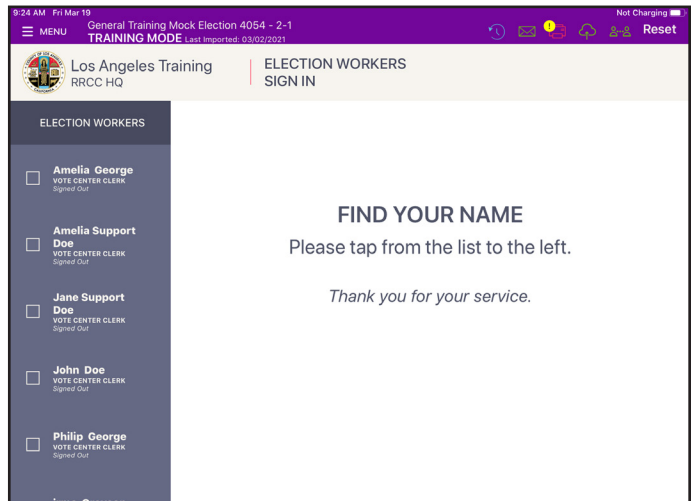 9:24 AM Fri Mar 19
Not Charging
MENU
General Training Mock Election 4054 - 2-1
TRAINING MODE Last Imported: 03/02/2021
!
Reset
Los Angeles Training
RRCC HQ
ELECTION WORKERS
SIGN IN
ELECTION WORKERS
Amelia George
VOTE CENTER CLERK
Signed Out
Amelia Support
Doe
VOTE CENTER CLERK
Signed Out
Jane Support
Doe
VOTE CENTER CLERK
Signed Out
John Doe
VOTE CENTER CLERK
Signed Out
Philip George
VOTE CENTER CLERK
Signed Out
FIND YOUR NAME
Please tap from the list to the left.
Thank you for your service.